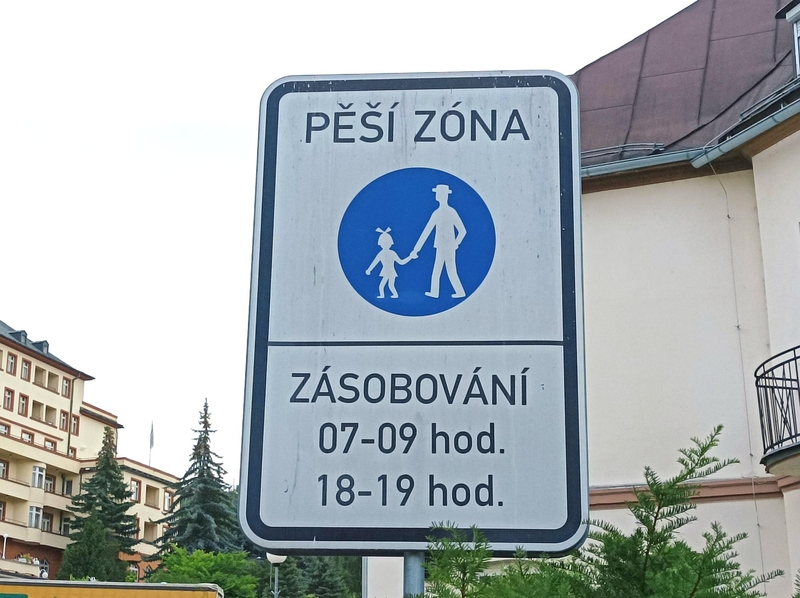 PĚŠÍ ZÓNA
ZÁSOBOVÁNÍ
07-09 hod.
18-19 hod.